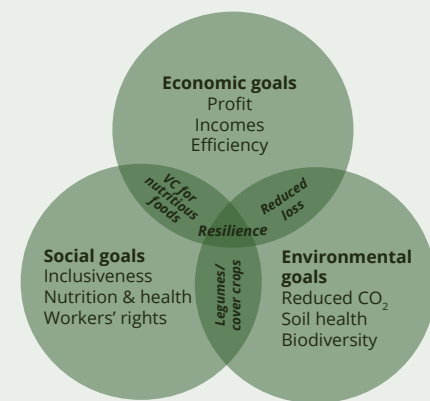 Economic goals
Profit
Incomes
Efficiency
VC for
nutritious
foods
Reduced
loss
Resilience
Social goals
Inclusiveness
Nutrition & health
Workers’ rights
Legumes/
cover crops
Environmental
goals
Reduced CO₂
Soil health
Biodiversity